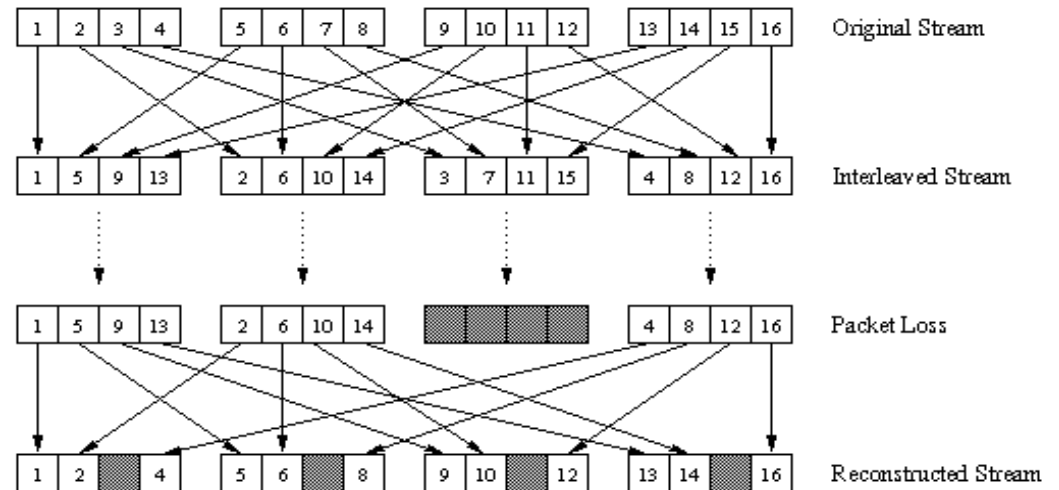 1 2 3 4 5 6 7 8 9 10 11 12 13 14 15 16 Original Stream
1 5 9 13 2 6 10 14 3 7 11 15 4 8 12 16 Interleaved Stream
1 5 9 13 2 6 10 14 4 8 12 16 Packet Loss
1 2 4 5 6 8 9 10 12 13 14 16 Reconstructed Stream